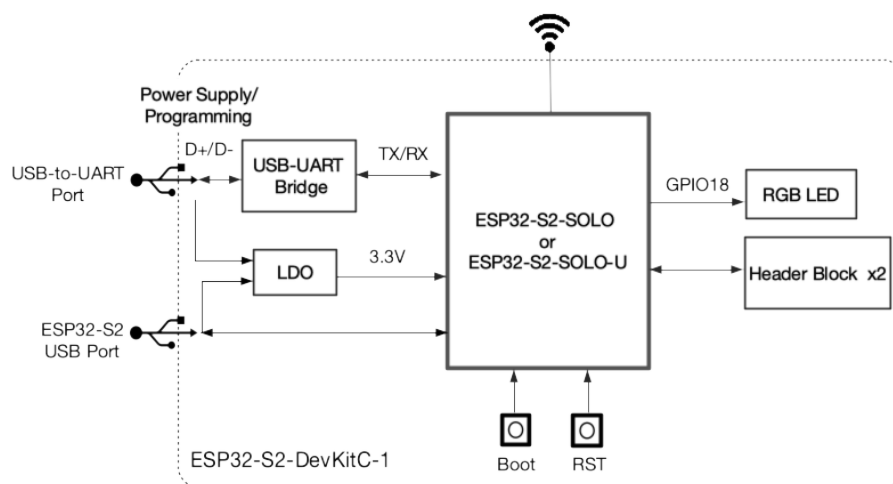 Power Supply/
Programming
USB-to-UART
Port
D+/D-
USB-UART
Bridge
TX/RX
ESP32-S2-SOLO
or
ESP32-S2-SOLO-U
GPIO18
RGB LED
LDO
3.3V
Header Block x2
ESP32-S2
USB Port
Boot
RST
ESP32-S2-DevKitC-1